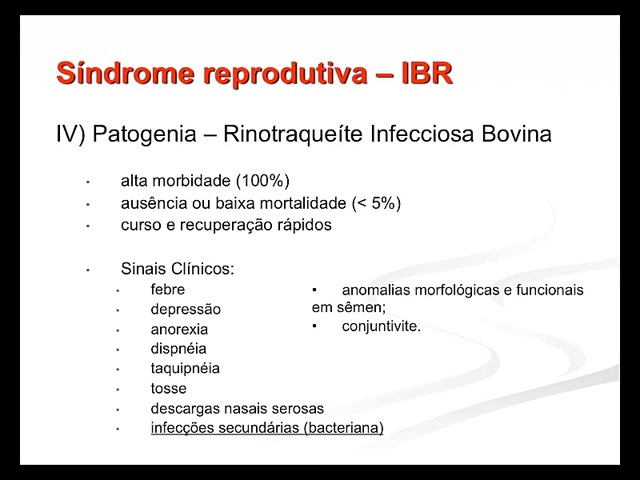 Síndrome reprodutiva – IBR
IV) Patogenia – Rinotraqueíte Infecciosa Bovina
• alta morbidade (100%)
• ausência ou baixa mortalidade (< 5%)
• curso e recuperação rápidos
• Sinais Clínicos:
• febre
• depressão
• anorexia
• dispnéia
• taquipnéia
• tosse
• descargas nasais serosas
• infecções secundárias (bacteriana)
• anomalias morfológicas e funcionais
em sêmen;
• conjuntivite.